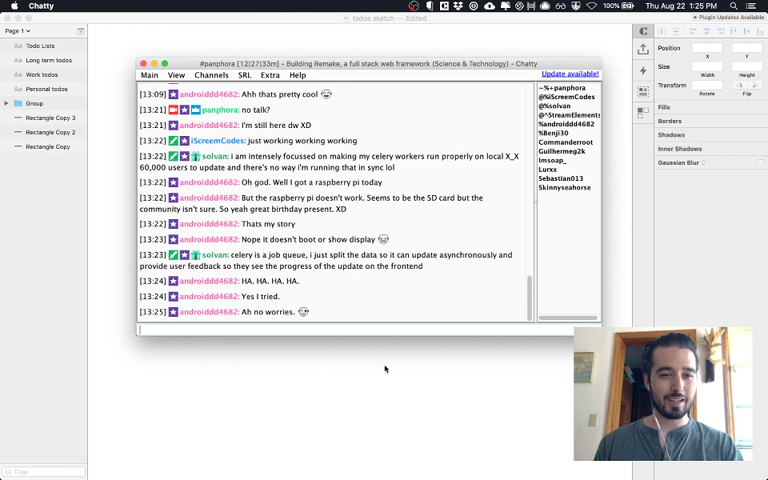 Chatty
100%
Thu Aug 22 1:25 PM
todos.sketch — Edited
Plugin Updates Available
Page 1
Todo Lists
Long term todos
Work todos
Personal todos
Group
Rectangle Copy 3
Rectangle Copy 2
Rectangle Copy
Filter
#panphora [12|27|33m] - Building Remake, a full stack web framework (Science & Technology) - Chatty
Main View Channels SRL Extra Help
Update available!
[13:09] androiddd4682: Ahh thats pretty cool
[13:21] panphora: no talk?
[13:21] androiddd4682: I'm still here dw XD
[13:22] iScreemCodes: just working working working
[13:22] solvan: i am intensely focussed on making my celery workers run properly on local X_X
60,000 users to update and there's no way i'm running that in sync lol
[13:22] androiddd4682: Oh god. Well I got a raspberry pi today
[13:22] androiddd4682: But the raspberry pi doesn't work. Seems to be the SD card but the
community isn't sure. So yeah great birthday present. XD
[13:22] androiddd4682: Thats my story
[13:23] androiddd4682: Nope it doesn't boot or show display
[13:23] solvan: celery is a job queue, i just split the data so it can update asynchronously and
provide user feedback so they see the progress of the update on the frontend
[13:24] androiddd4682: HA. HA. HA. HA.
[13:24] androiddd4682: Yes I tried.
[13:25] androiddd4682: Ah no worries.
~%+panphora
@%iScreemCodes
@%solvan
@^StreamElements
%androiddd4682
%Benji30
Commanderroot
Guilhermeg2k
Imsoap_
Lurxx
Sebastian013
Skinnyseahorse
Position
X Y
Size
Width Height
Transform
Rotate Flip
Fills
Borders
Shadows
Inner Shadows
Gaussian Blur